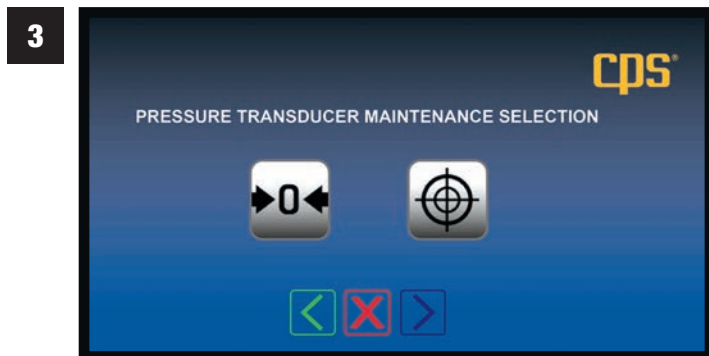 3
CPS®
PRESSURE TRANSDUCER MAINTENANCE SELECTION
0